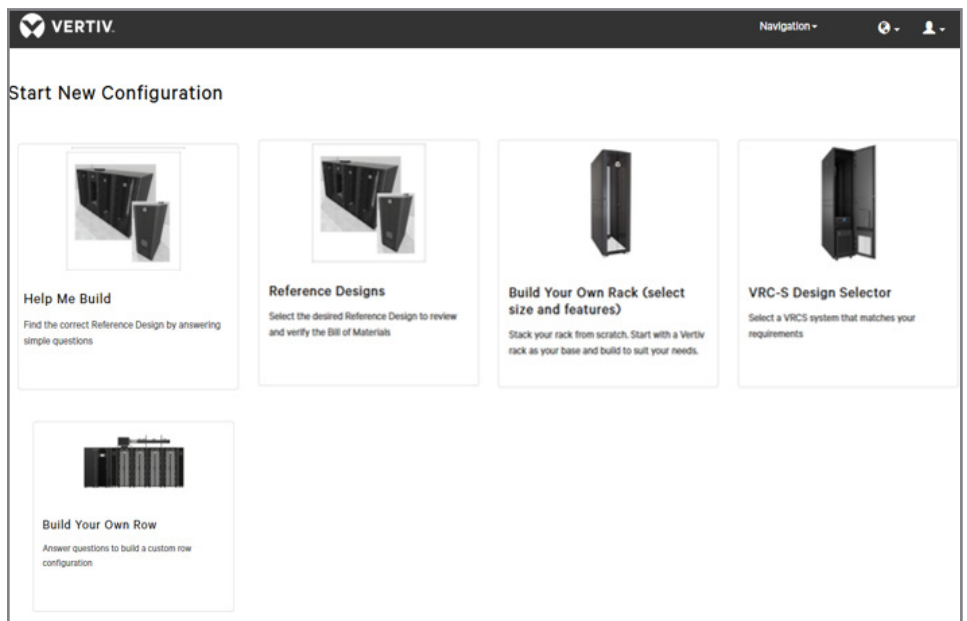 VERTIV.
Navigation
Start New Configuration
Help Me Build
Find the correct Reference Design by answering
simple questions
Reference Designs
Select the desired Reference Design to review
and verify the Bill of Materials
Build Your Own Rack (select
size and features)
Stack your rack from scratch. Start with a Vertiv
rack as your base and build to suit your needs.
VRC-S Design Selector
Select a VRCS system that matches your
requirements
Build Your Own Row
Answer questions to build a custom row
configuration